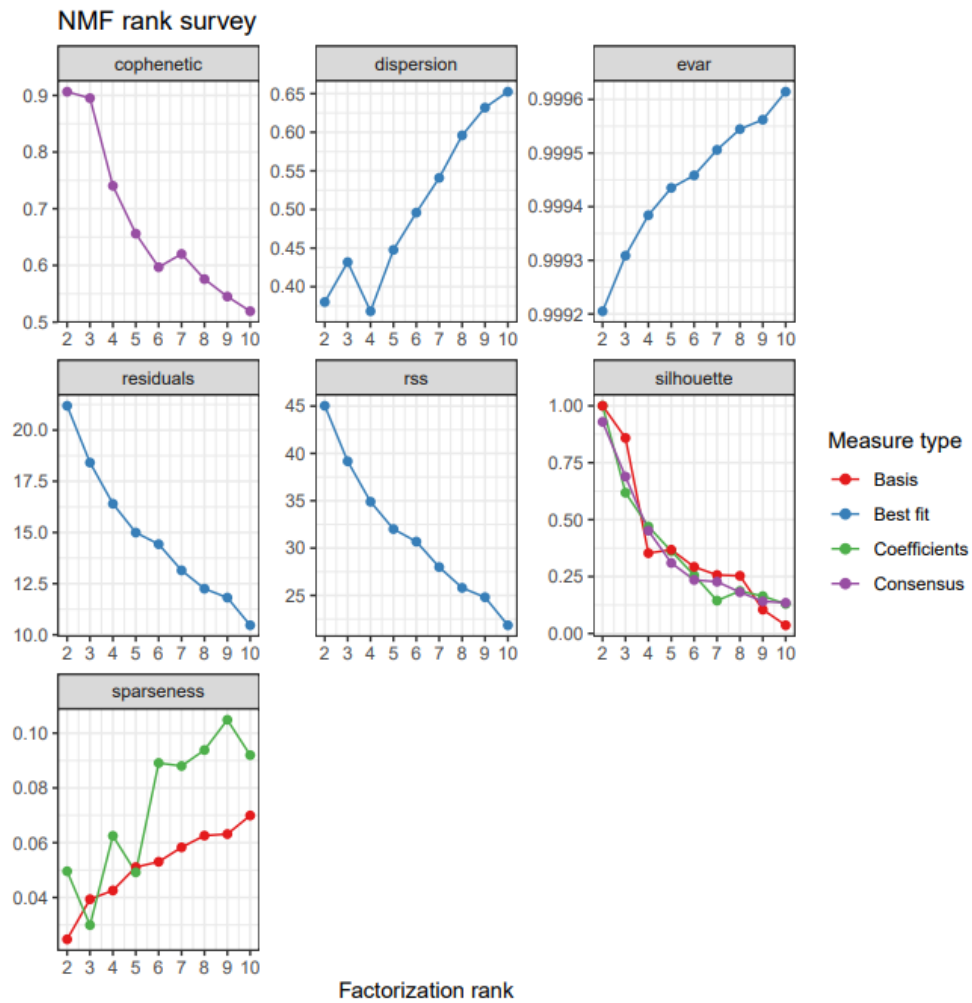 NMF rank survey
cophenetic
dispersion
evar
0.9
0.8
0.7
0.6
0.5
0.65
0.60
0.55
0.50
0.45
0.40
0.9996
0.9995
0.9994
0.9993
0.9992
2 3 4 5 6 7 8 9 10
2 3 4 5 6 7 8 9 10
2 3 4 5 6 7 8 9 10
residuals
rss
silhouette
20.0
17.5
15.0
12.5
10.0
45
40
35
30
25
1.00
0.75
0.50
0.25
0.00
2 3 4 5 6 7 8 9 10
2 3 4 5 6 7 8 9 10
2 3 4 5 6 7 8 9 10
Measure type
Basis
Best fit
Coefficients
Consensus
sparseness
0.10
0.08
0.06
0.04
2 3 4 5 6 7 8 9 10
Factorization rank